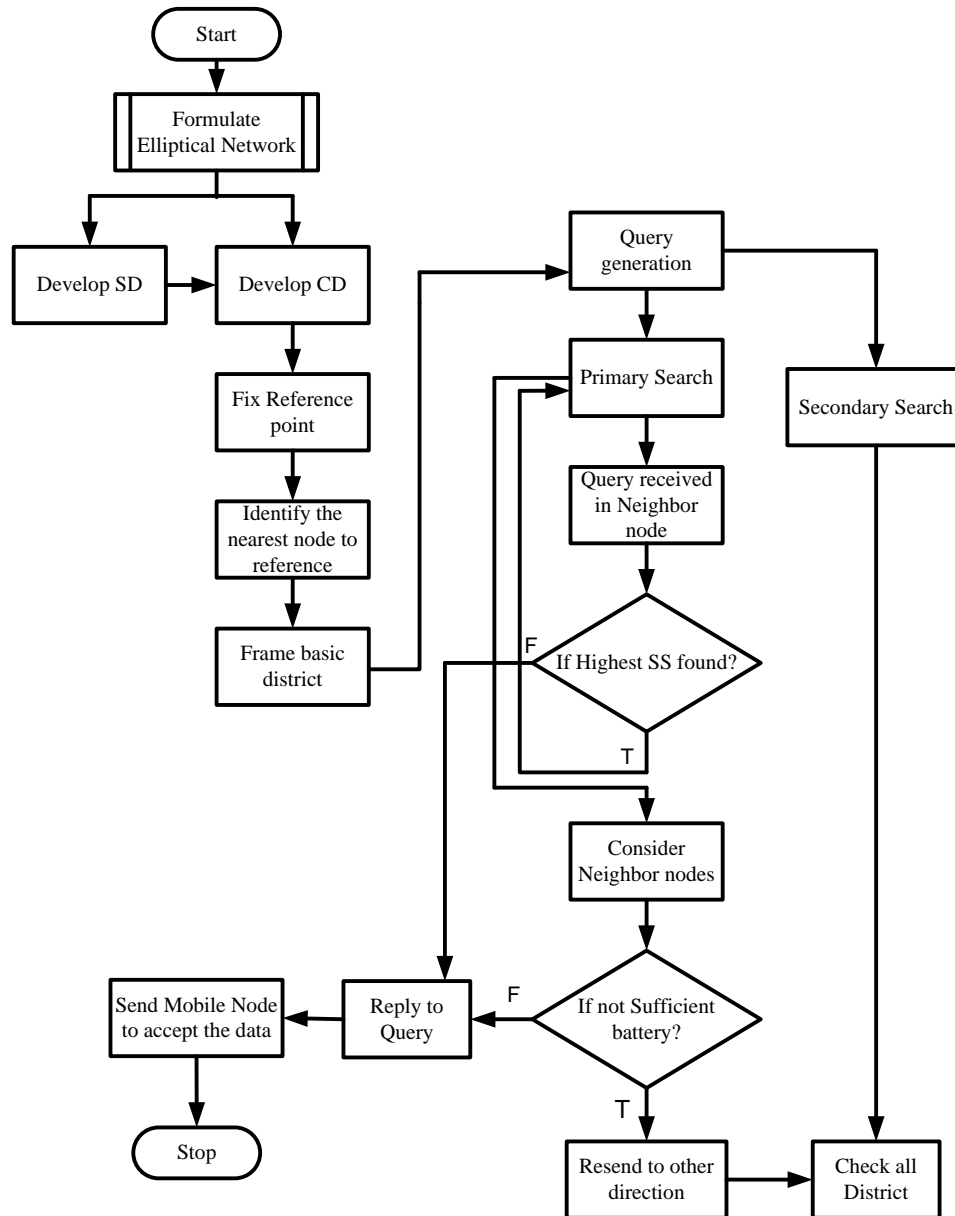 Start
Formulate
Elliptical Network
Develop SD
Develop CD
Fix Reference
point
Identify the
nearest node to
reference
Frame basic
district
Query
generation
Primary Search
Secondary Search
Query received
in Neighbor
node
If Highest SS found?
F
T
Consider
Neighbor nodes
If not Sufficient
battery?
F
T
Reply to
Query
Send Mobile Node
to accept the data
Stop
Resend to other
direction
Check all
District